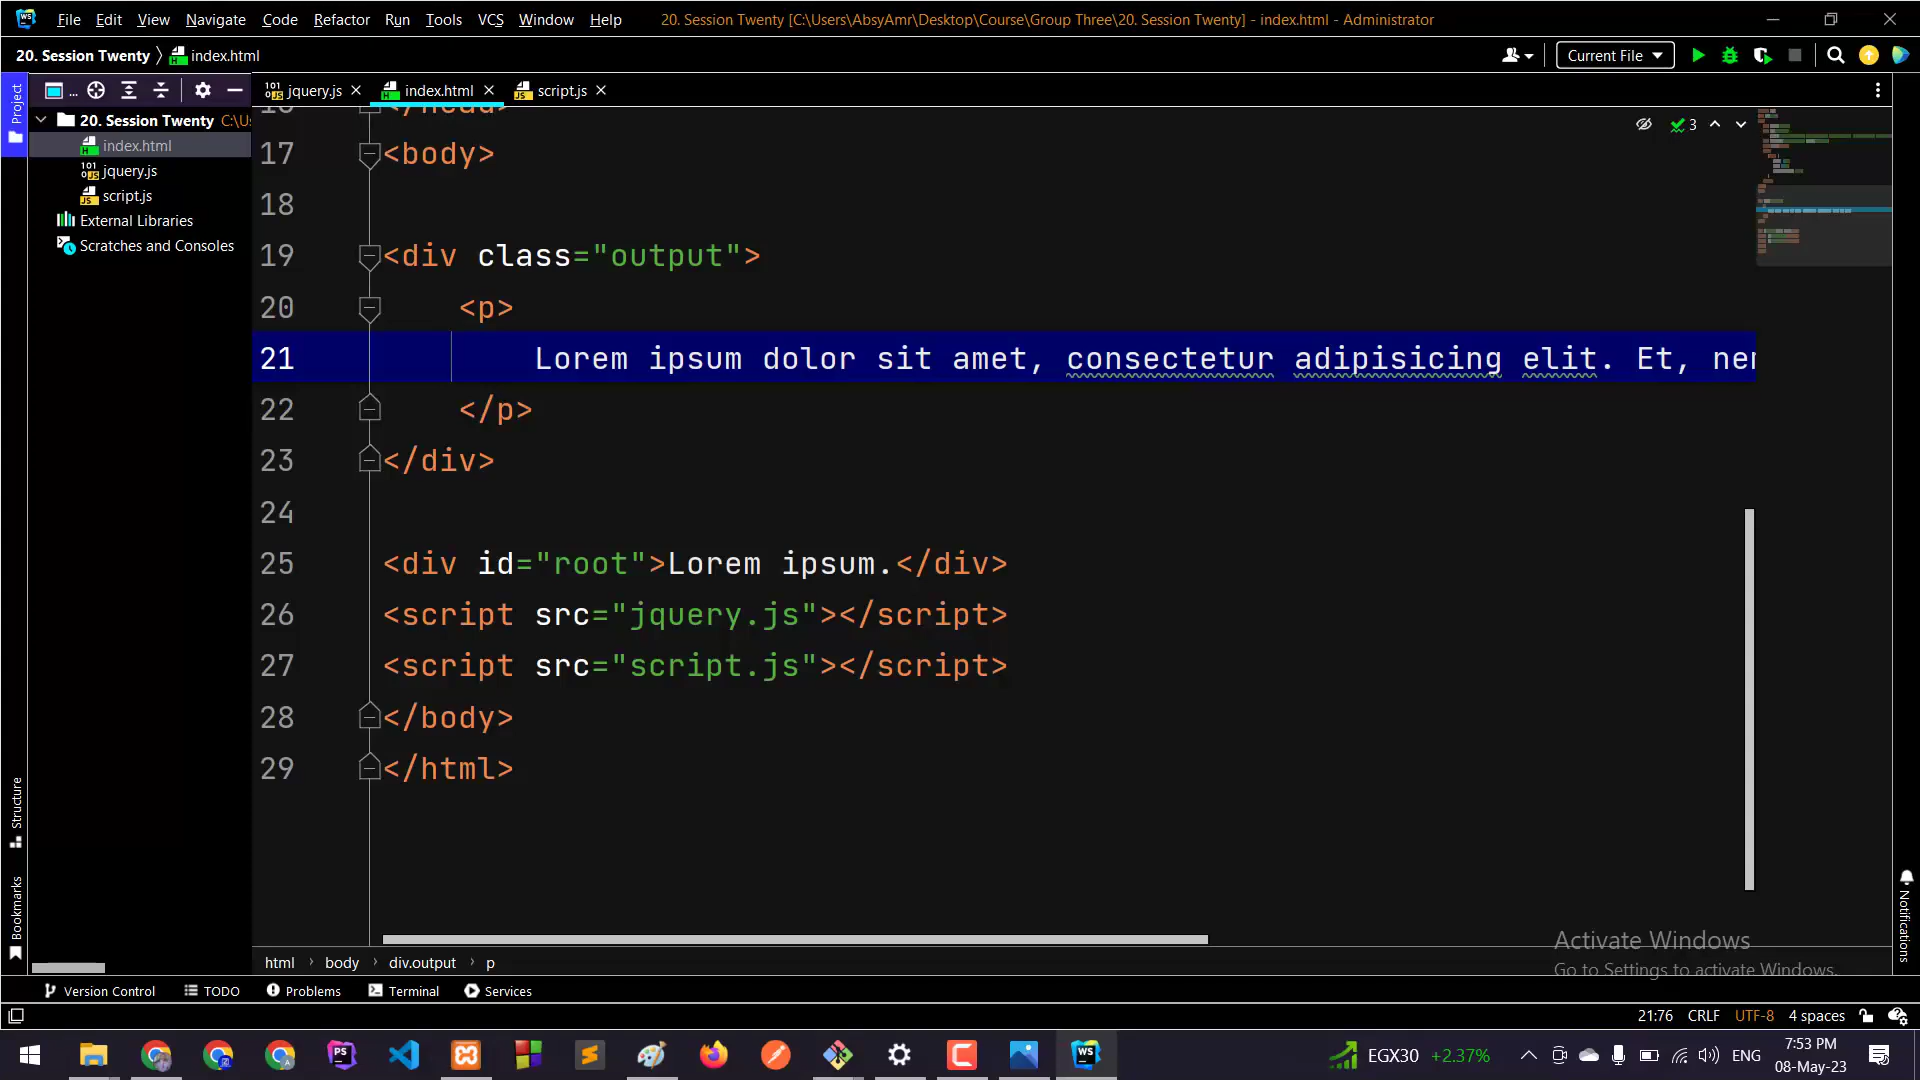 File Edit View Navigate Code Refactor Run Tools VCS Window Help 20. Session Twenty [C:\Users\AbsyAmr\Desktop\Course\Group Three\20. Session Twenty] - index.html - Administrator
20. Session Twenty index.html Current File
Project ... jquery.js index.html script.js
20. Session Twenty C:\U
index.html
jquery.js
script.js
External Libraries
Scratches and Consoles
3
17 <body>
18
19 <div class="output">
20 <p>
21 Lorem ipsum dolor sit amet, consectetur adipisicing elit. Et,
22 </p>
23 </div>
24
25 <div id="root">Lorem ipsum.</div>
26 <script src="jquery.js"></script>
27 <script src="script.js"></script>
28 </body>
29 </html>
Structure
Bookmarks
Notifications
Activate Windows
Go to Settings to activate Windows.
html body div.output p
Version Control TODO Problems Terminal Services
21:76 CRLF UTF-8 4 spaces
EGX30 +2.37% ENG 7:53 PM
08-May-23